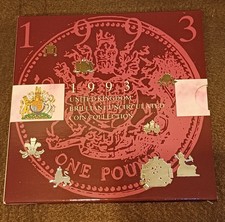 1993
1993
UNITED KINGDOM
BRILLIANT UNCIRCULATED
COIN COLLECTION
ONE POUND